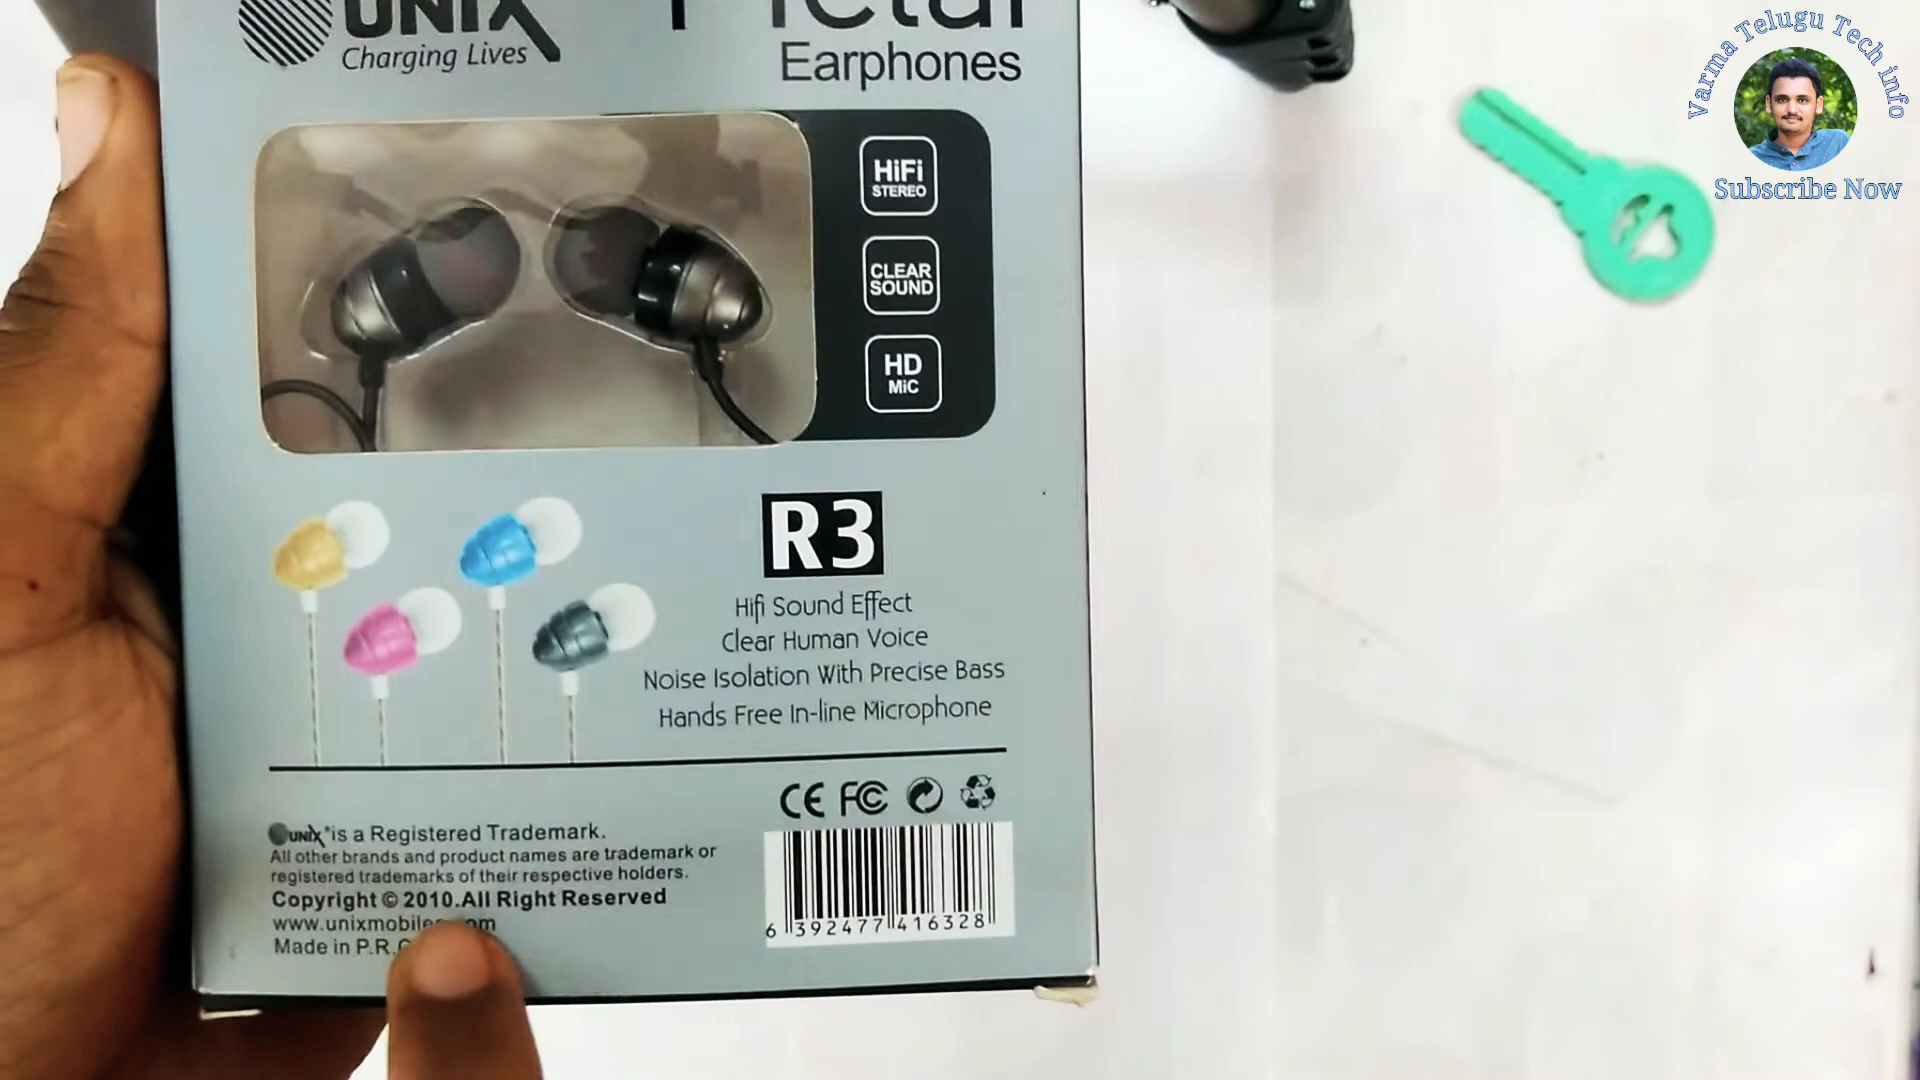 UNIX
Charging Lives
Metal
Earphones
HiFi
STEREO
CLEAR
SOUND
HD
MiC
R3
Hifi Sound Effect
Clear Human Voice
Noise Isolation With Precise Bass
Hands Free In-line Microphone
CE FC
UNIX is a Registered Trademark.
All other brands and product names are trademark or
registered trademarks of their respective holders.
Copyright © 2010.All Right Reserved
www.unixmobile
Made in P.R.
6 392477 416328
Varma Telugu Tech info
Subscribe Now